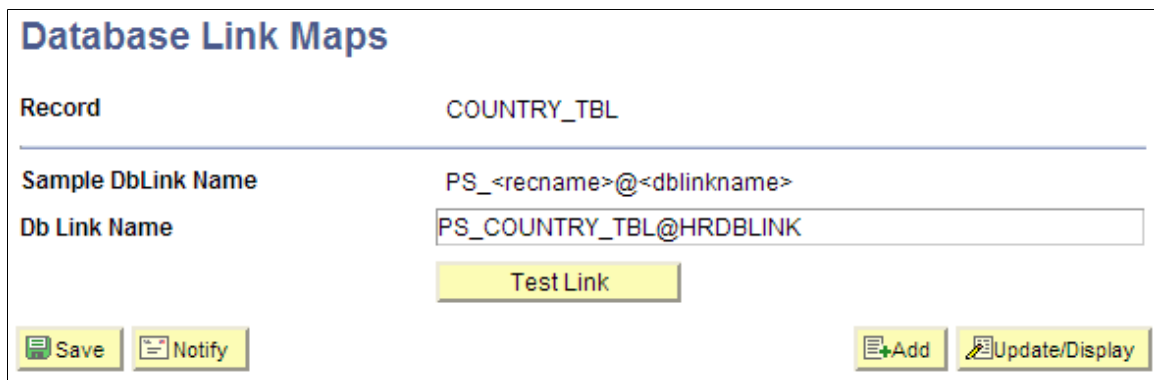 Database Link Maps
Record COUNTRY_TBL
Sample DbLink Name PS_<recname>@<dblinkname>
Db Link Name PS_COUNTRY_TBL@HRDBLINK
Test Link
Save Notify Add Update/Display